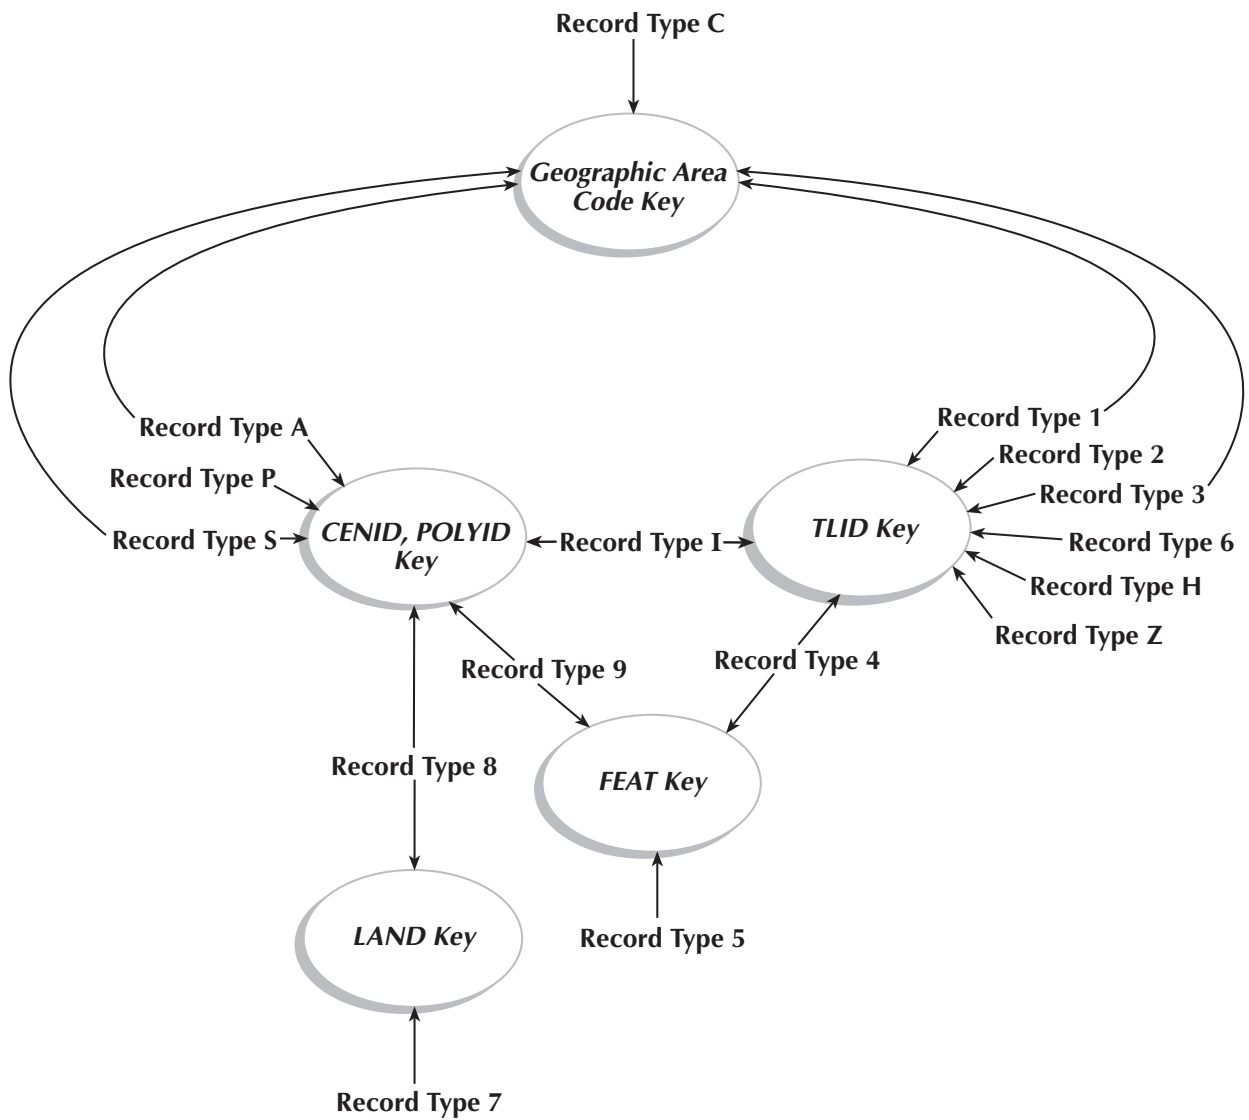 Record Type C
Geographic Area
Code Key
Record Type A
Record Type 1
Record Type 2
Record Type P
Record Type 3
Record Type S
CENID, POLYID
Key
Record Type I
TLID Key
Record Type 6
Record Type H
Record Type Z
Record Type 9
Record Type 4
Record Type 8
FEAT Key
LAND Key
Record Type 5
Record Type 7